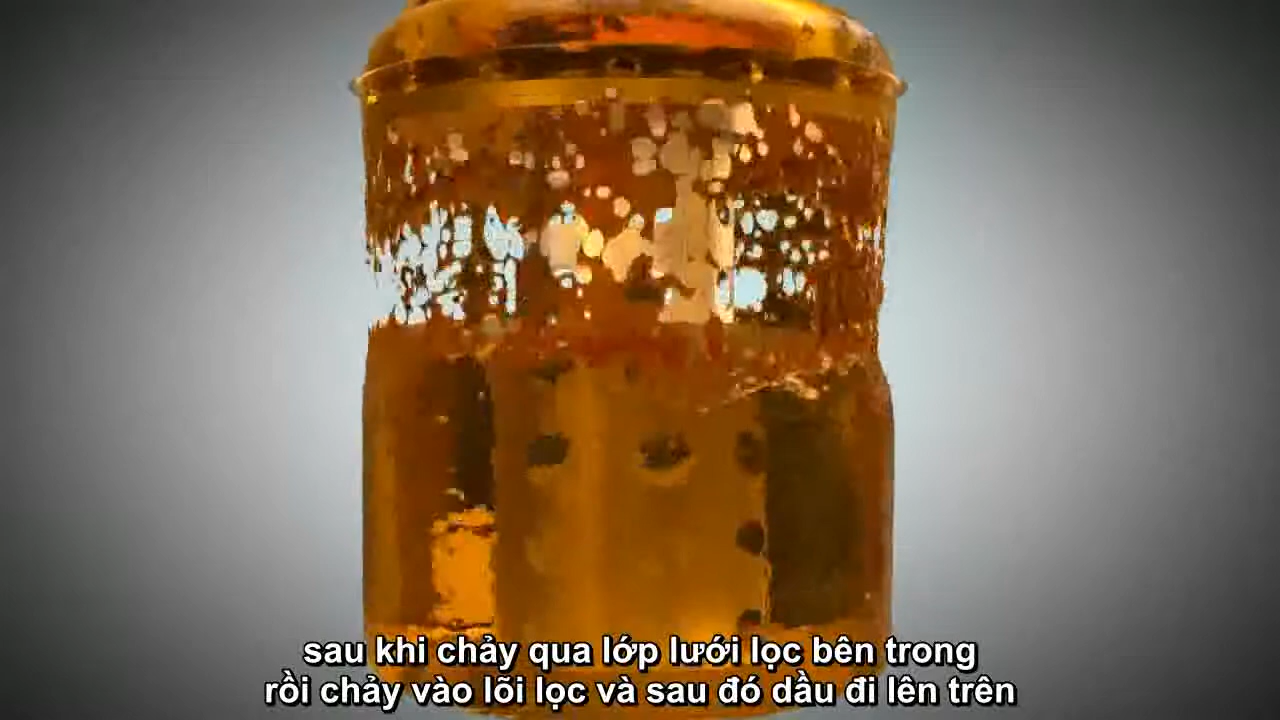 sau khi chảy qua lớp lưới lọc bên trong
rồi chảy vào lõi lọc và sau đó dầu đi lên trên